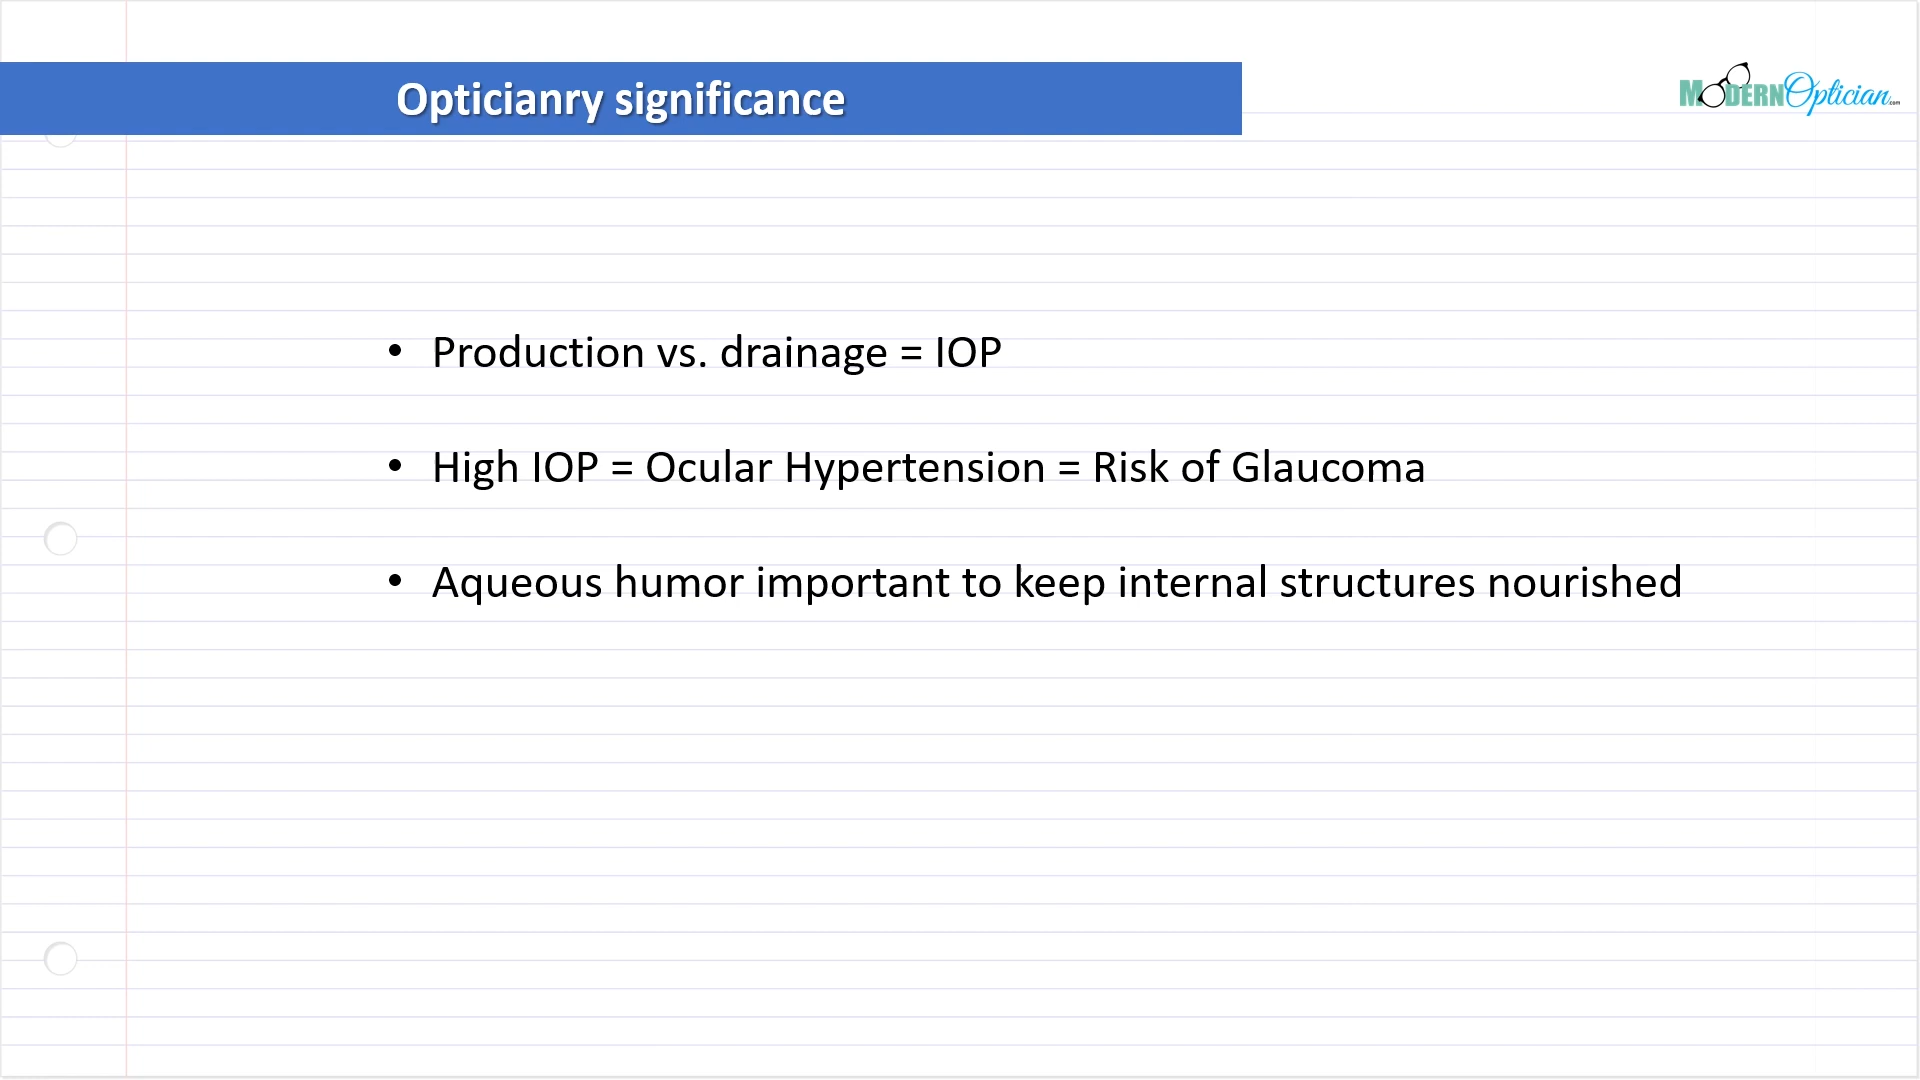 Opticianry significance
MODERNOptician.com
• Production vs. drainage = IOP
• High IOP = Ocular Hypertension = Risk of Glaucoma
• Aqueous humor important to keep internal structures nourished